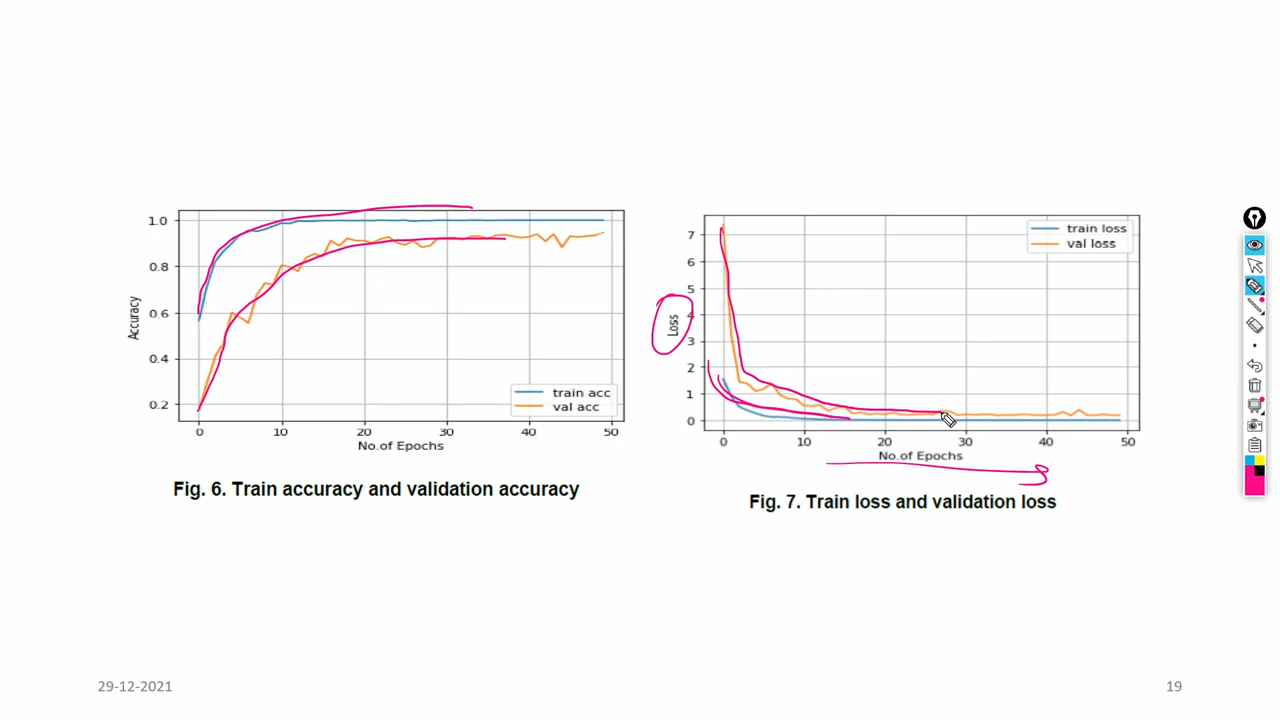 1.0
0.8
0.6
0.4
0.2
Accuracy
train acc
val acc
0 10 20 30 40 50
No.of Epochs
Fig. 6. Train accuracy and validation accuracy
7
6
5
4
3
2
1
0
Loss
train loss
val loss
0 10 20 30 40 50
No.of Epochs
Fig. 7. Train loss and validation loss
29-12-2021
19